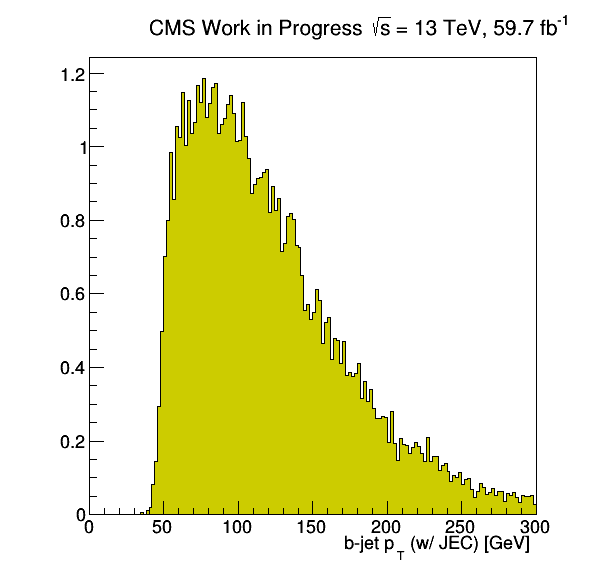 CMS Work in Progress √s = 13 TeV, 59.7 fb⁻¹
1.2
1
0.8
0.6
0.4
0.2
0
0 50 100 150 200 250 300
b-jet p_T (w/ JEC) [GeV]